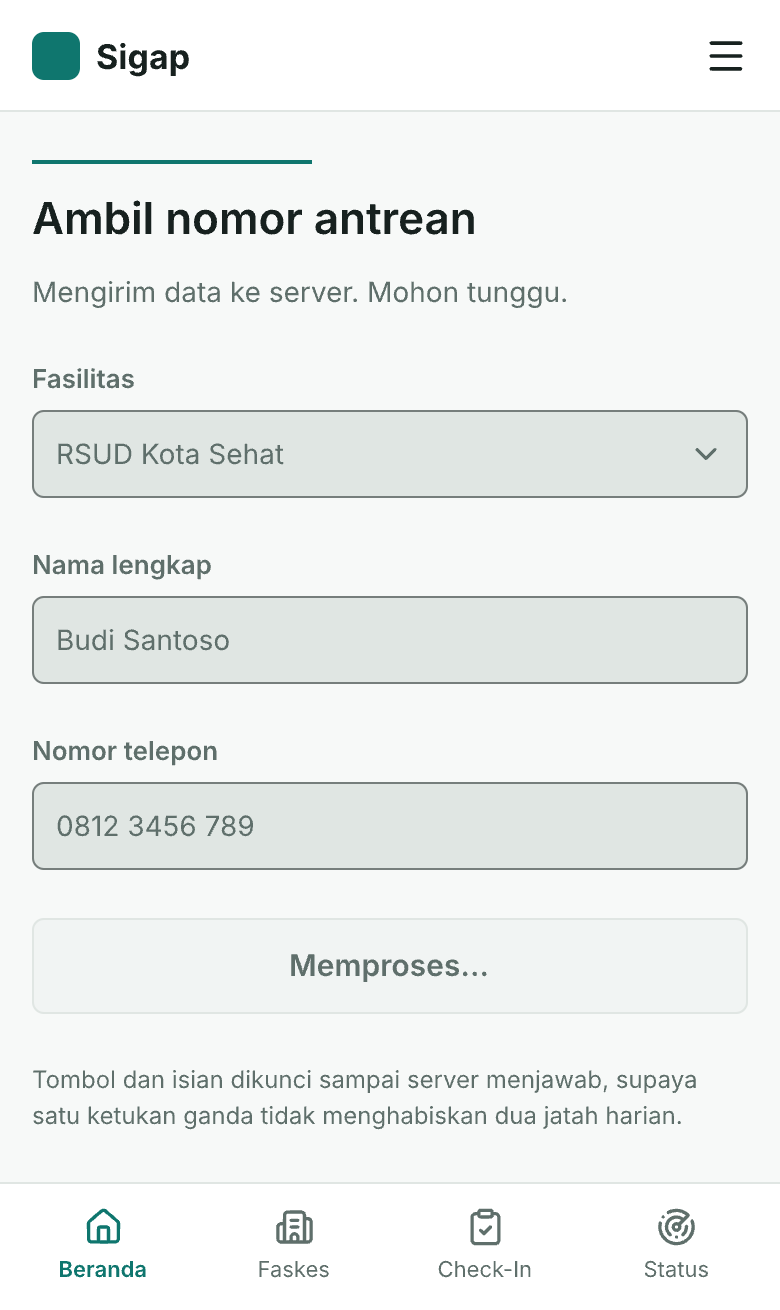 Sigap
Ambil nomor antrean
Mengirim data ke server. Mohon tunggu.
Fasilitas
RSUD Kota Sehat
Nama lengkap
Budi Santoso
Nomor telepon
0812 3456 789
Memproses...
Tombol dan isian dikunci sampai server menjawab, supaya
satu ketukan ganda tidak menghabiskan dua jatah harian.
Beranda
Faskes
Check-In
Status